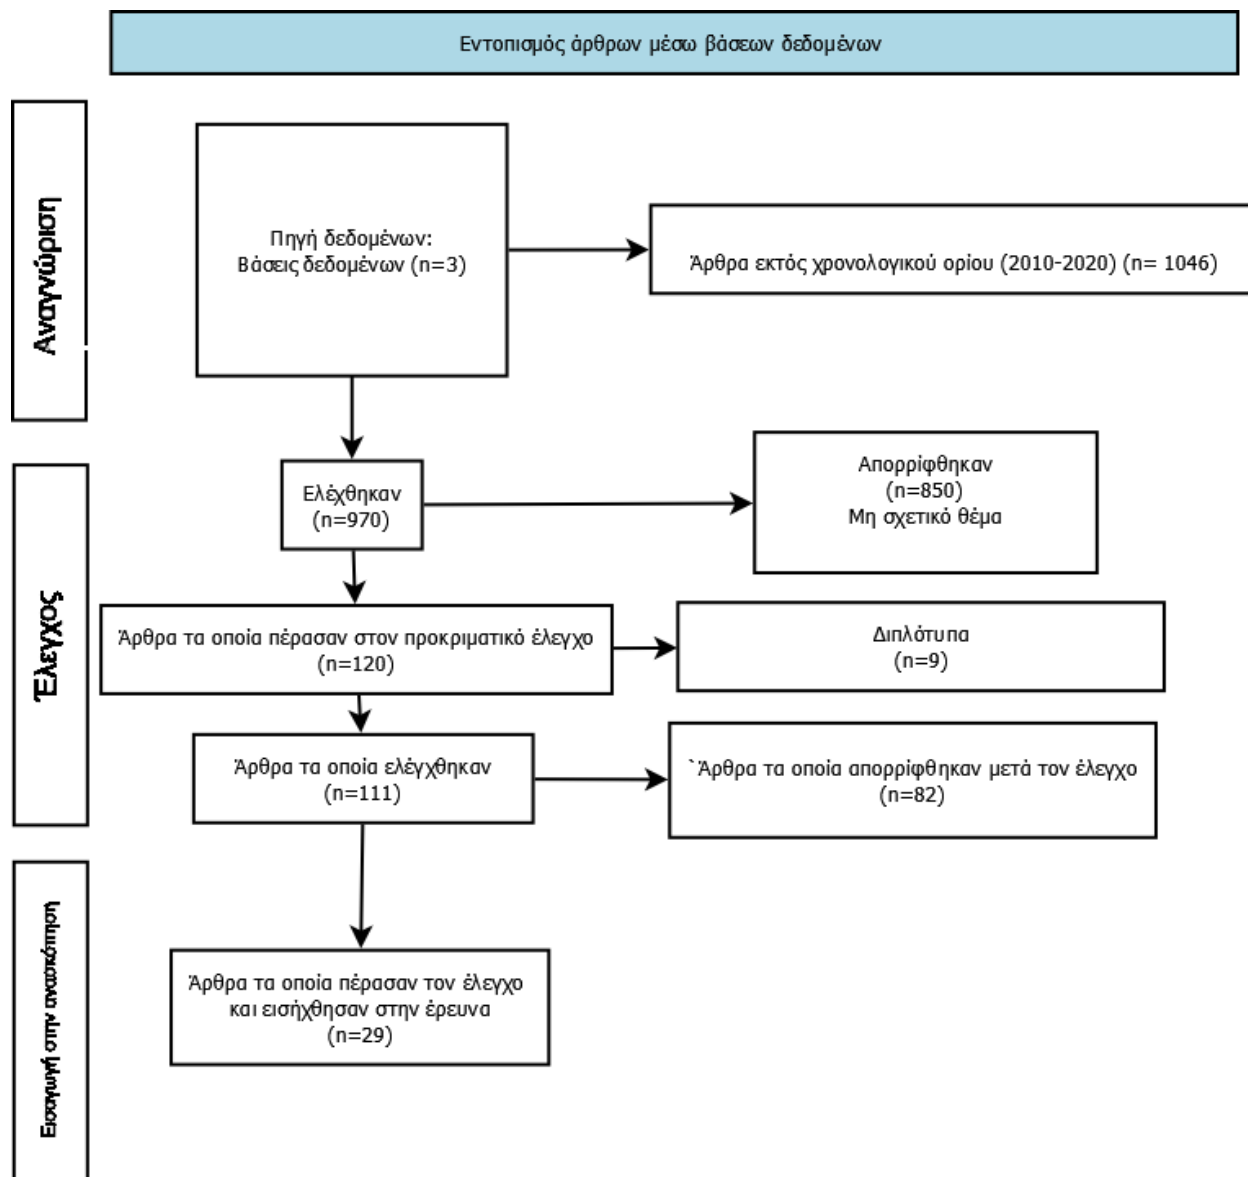 Εντοπισμός άρθρων μέσω βάσεων δεδομένων
Αναγνώριση
Πηγή δεδομένων:
Βάσεις δεδομένων (n=3)
Άρθρα εκτός χρονολογικού ορίου (2010-2020) (n= 1046)
Έλεγχος
Ελέχθηκαν
(n=970)
Απορρίφθηκαν
(n=850)
Μη σχετικό θέμα
Άρθρα τα οποία πέρασαν στον προκριματικό έλεγχο
(n=120)
Διπλότυπα
(n=9)
Άρθρα τα οποία ελέγχθηκαν
(n=111)
`Άρθρα τα οποία απορρίφθηκαν μετά τον έλεγχο
(n=82)
Εισαγωγή στην ανασκόπηση
Άρθρα τα οποία πέρασαν τον έλεγχο
και εισήχθησαν στην έρευνα
(n=29)